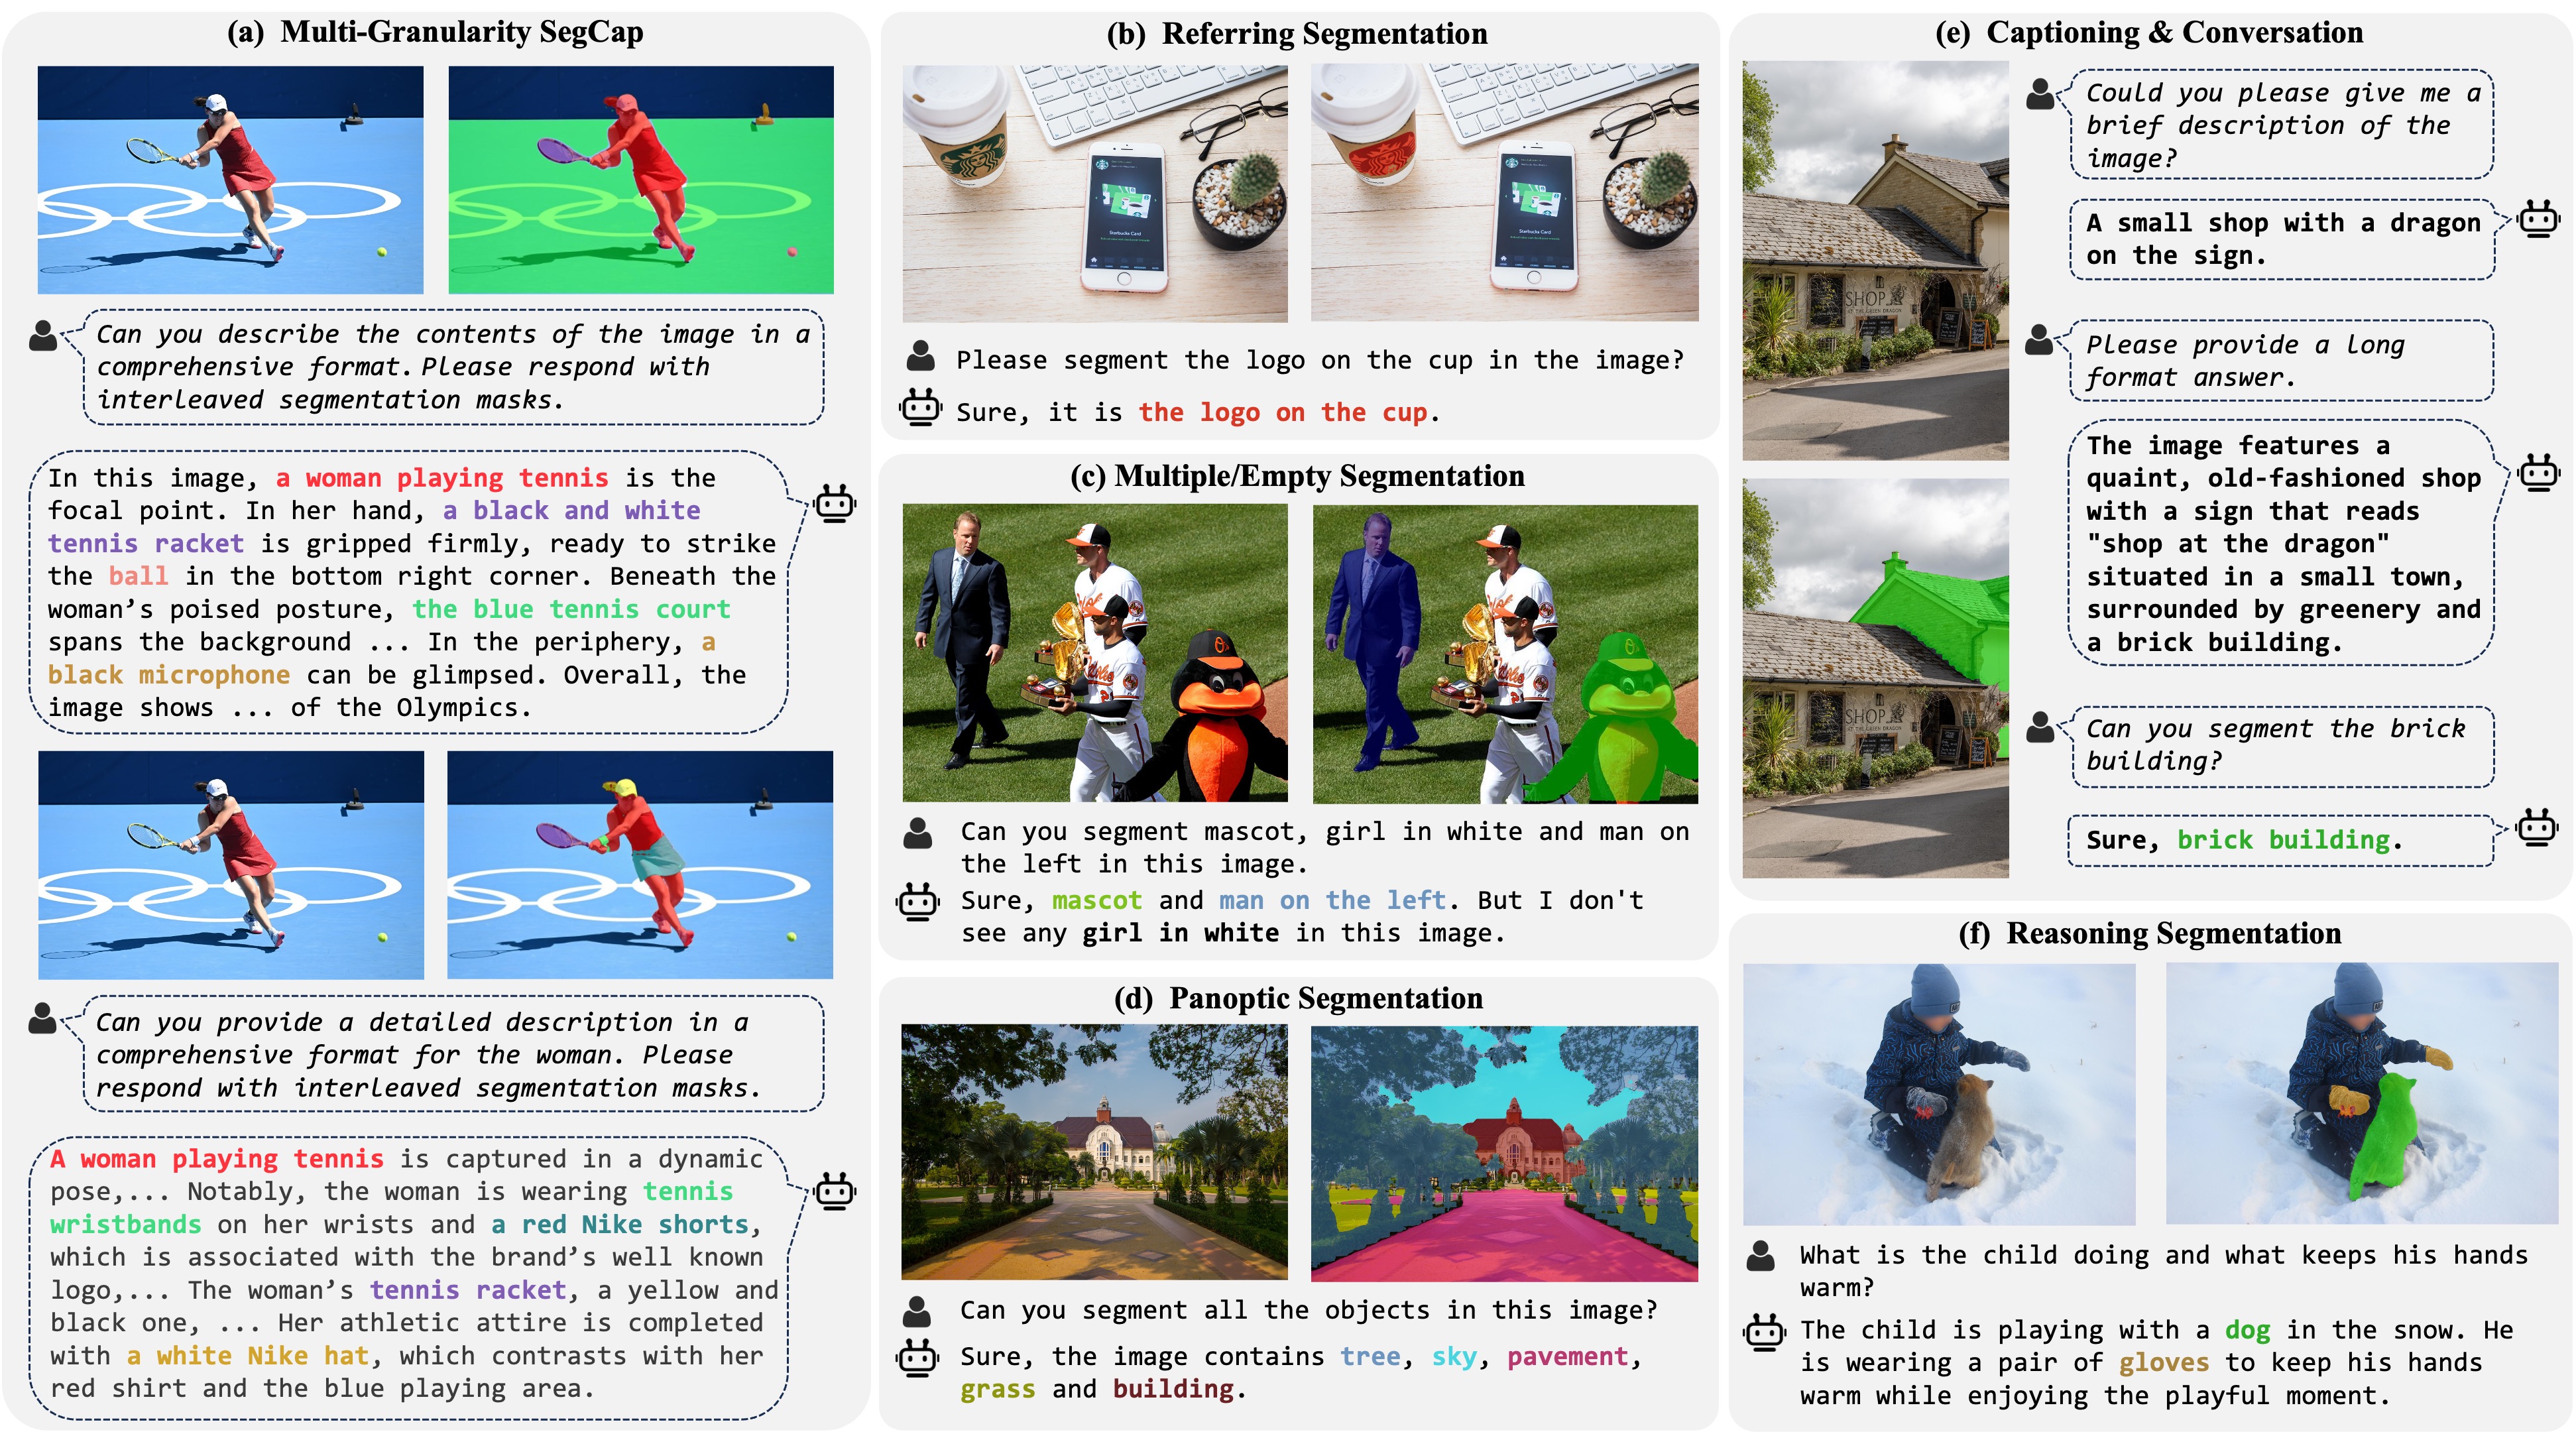 (a) Multi-Granularity SegCap
Can you describe the contents of the image in a
comprehensive format. Please respond with
interleaved segmentation masks.
In this image, a woman playing tennis is the
focal point. In her hand, a black and white
tennis racket is gripped firmly, ready to strike
the ball in the bottom right corner. Beneath the
woman’s poised posture, the blue tennis court
spans the background ... In the periphery, a
black microphone can be glimpsed. Overall, the
image shows ... of the Olympics.
Can you provide a detailed description in a
comprehensive format for the woman. Please
respond with interleaved segmentation masks.
A woman playing tennis is captured in a dynamic
pose,... Notably, the woman is wearing tennis
wristbands on her wrists and a red Nike shorts,
which is associated with the brand’s well known
logo,... The woman’s tennis racket, a yellow and
black one, ... Her athletic attire is completed
with a white Nike hat, which contrasts with her
red shirt and the blue playing area.
(b) Referring Segmentation
Starbucks Card
Starbucks Card
Please segment the logo on the cup in the image?
Sure, it is the logo on the cup.
(c) Multiple/Empty Segmentation
Can you segment mascot, girl in white and man on
the left in this image.
Sure, mascot and man on the left. But I don't
see any girl in white in this image.
(d) Panoptic Segmentation
Can you segment all the objects in this image?
Sure, the image contains tree, sky, pavement,
grass and building.
(e) Captioning & Conversation
SHOP
AT THE GREEN DRAGON
SHOP
AT THE GREEN DRAGON
Could you please give me a
brief description of the
image?
A small shop with a dragon
on the sign.
Please provide a long
format answer.
The image features a
quaint, old-fashioned shop
with a sign that reads
"shop at the dragon"
situated in a small town,
surrounded by greenery and
a brick building.
Can you segment the brick
building?
Sure, brick building.
(f) Reasoning Segmentation
What is the child doing and what keeps his hands
warm?
The child is playing with a dog in the snow. He
is wearing a pair of gloves to keep his hands
warm while enjoying the playful moment.